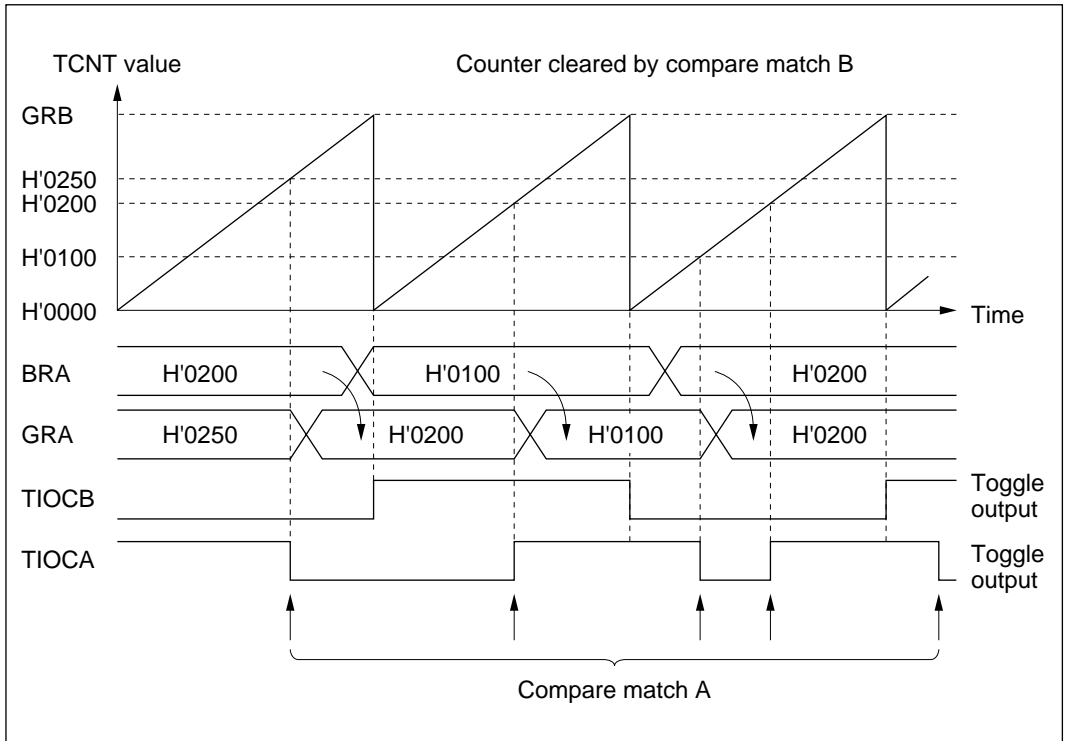 TCNT value
Counter cleared by compare match B
GRB
H'0250
H'0200
H'0100
H'0000
Time
BRA
H'0200
H'0100
H'0200
GRA
H'0250
H'0200
H'0100
H'0200
TIOCB
Toggle
output
TIOCA
Toggle
output
Compare match A